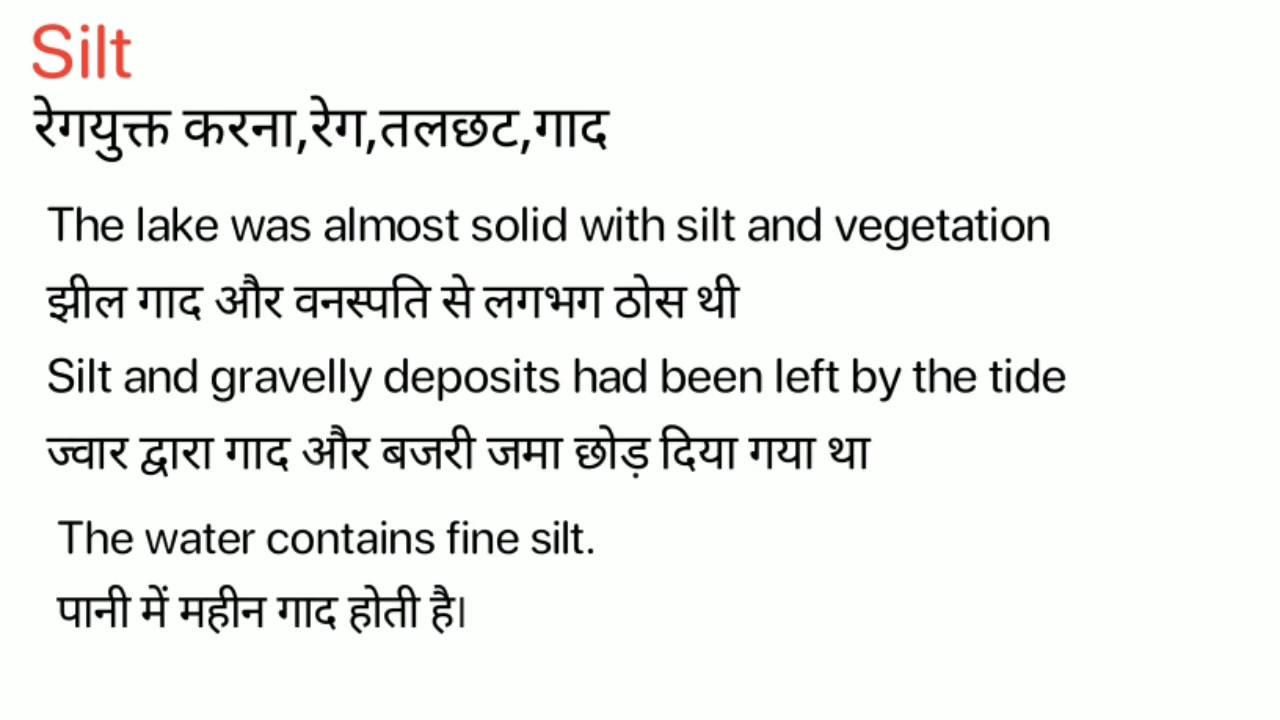 Silt
रेगयुक्त करना,रेग,तलछट,गाद
The lake was almost solid with silt and vegetation
झील गाद और वनस्पति से लगभग ठोस थी
Silt and gravelly deposits had been left by the tide
ज्वार द्वारा गाद और बजरी जमा छोड़ दिया गया था
The water contains fine silt.
पानी में महीन गाद होती है।